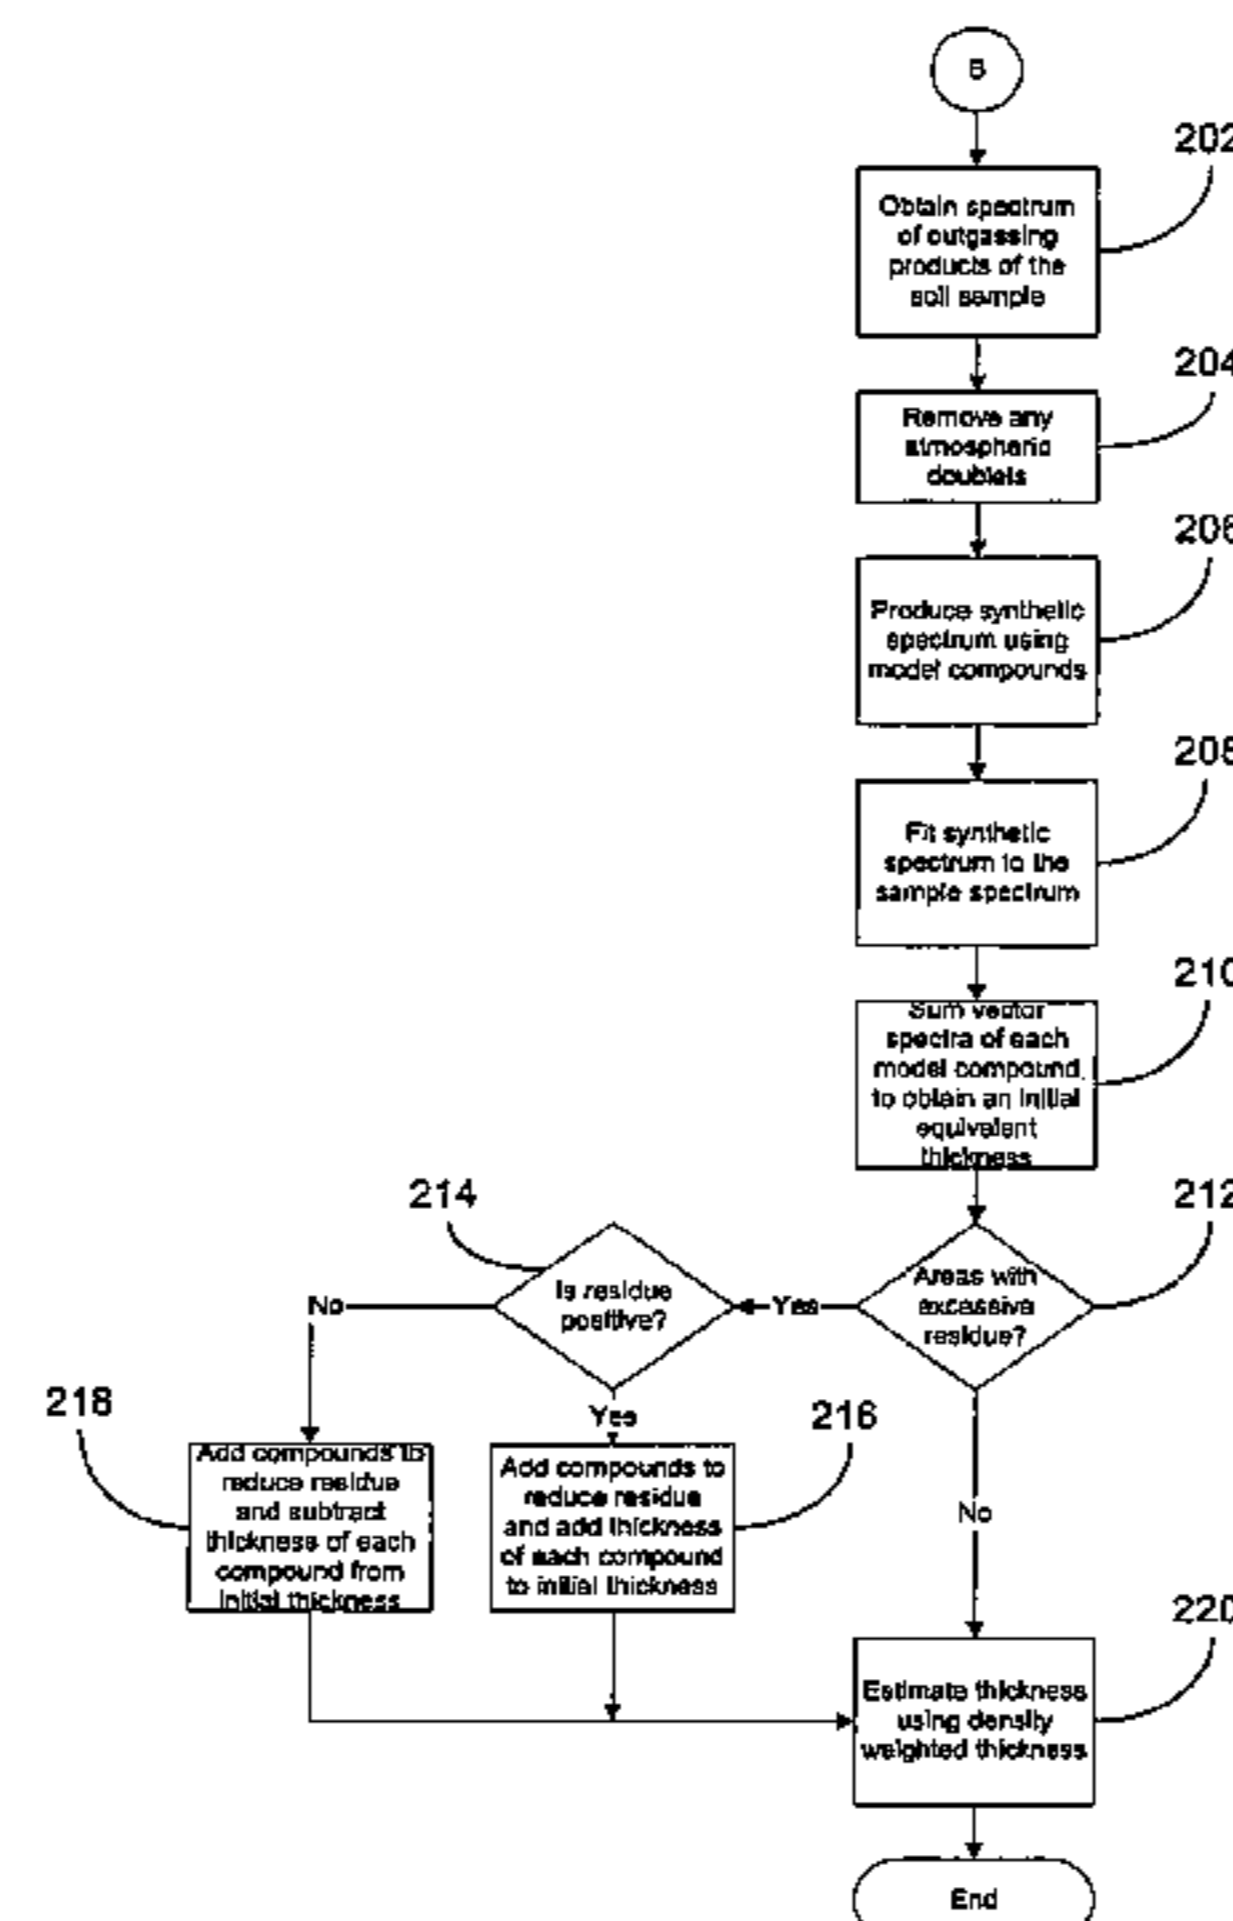 B
202
Obtain spectrum
of outgassing
products of the
soil sample
204
Remove any
atmospheric
doublets
206
Produce synthetic
spectrum using
model compounds
208
Fit synthetic
spectrum to the
sample spectrum
210
Sum vector
spectra of each
model compound
to obtain an initial
equivalent
thickness
212
Areas with
excessive
residue?
Yes
No
214
Is residue
positive?
No
Yes
218
Add compounds to
reduce residue
and subtract
thickness of each
compound from
initial thickness
216
Add compounds to
reduce residue
and add thickness
of each compound
to initial thickness
220
Estimate thickness
using density
weighted thickness
End